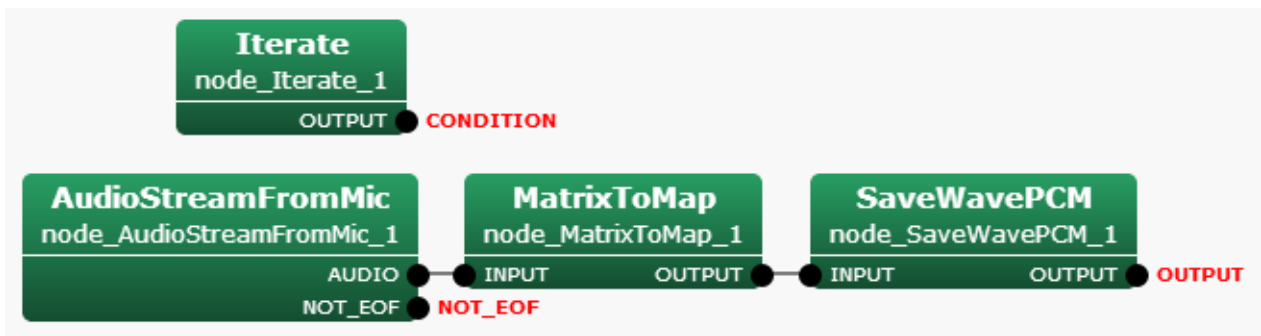 Iterate
node_Iterate_1
OUTPUT CONDITION
AudioStreamFromMic MatrixToMap SaveWavePCM
node_AudioStreamFromMic_1 node_MatrixToMap_1 node_SaveWavePCM_1
AUDIO INPUT OUTPUT INPUT OUTPUT OUTPUT
NOT_EOF NOT_EOF